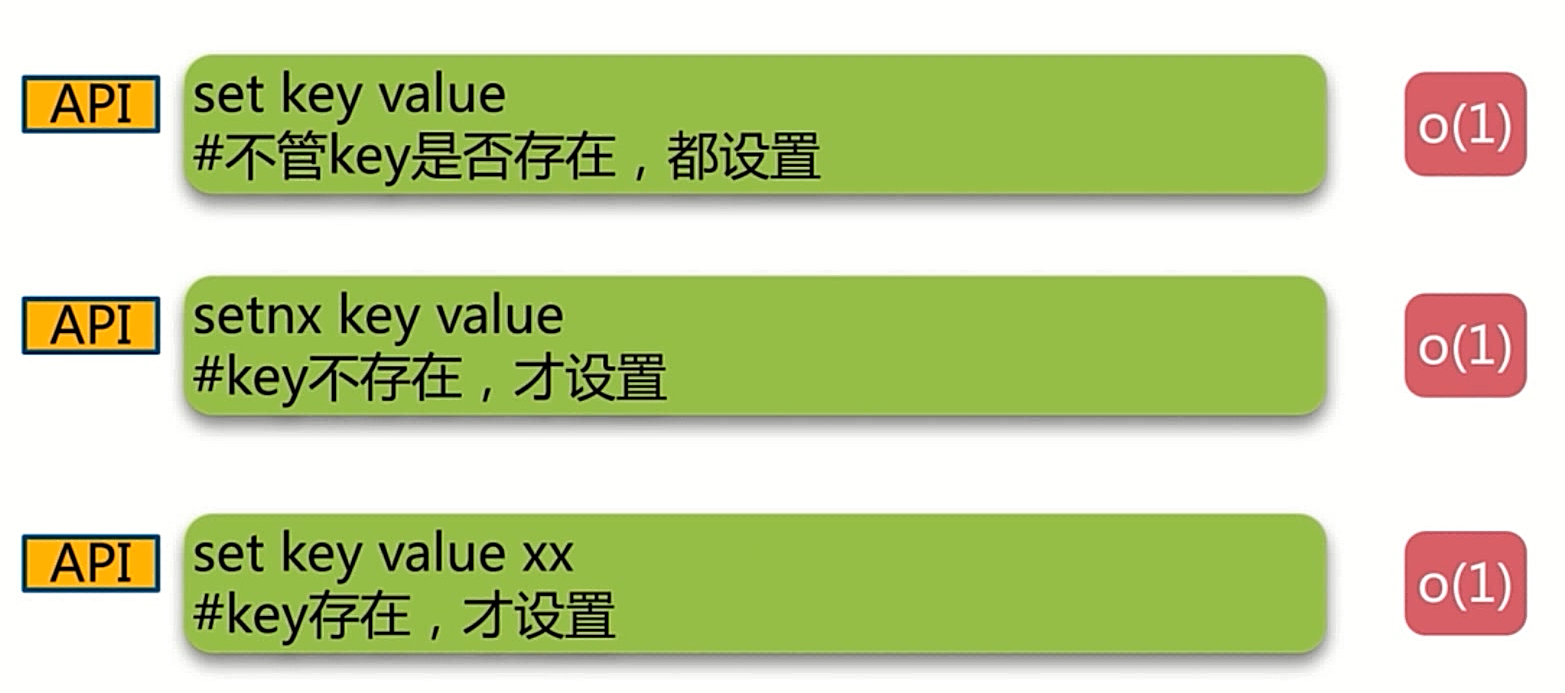 API
set key value
#不管key是否存在，都设置
o(1)
API
setnx key value
#key不存在，才设置
o(1)
API
set key value xx
#key存在，才设置
o(1)